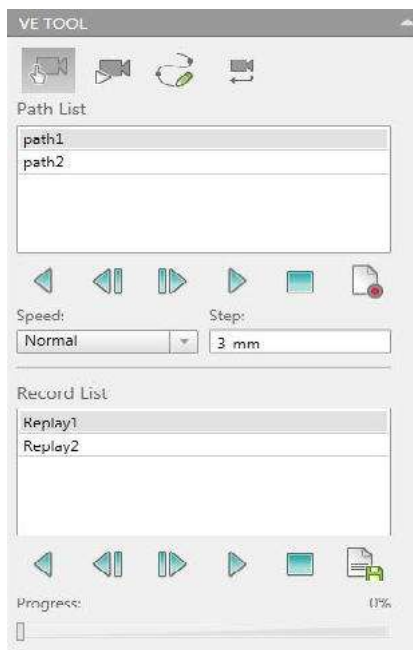 VE TOOL
Path List
path1
path2
Speed: Step:
Normal 3 mm
Record List
Replay1
Replay2
Progress: 0%